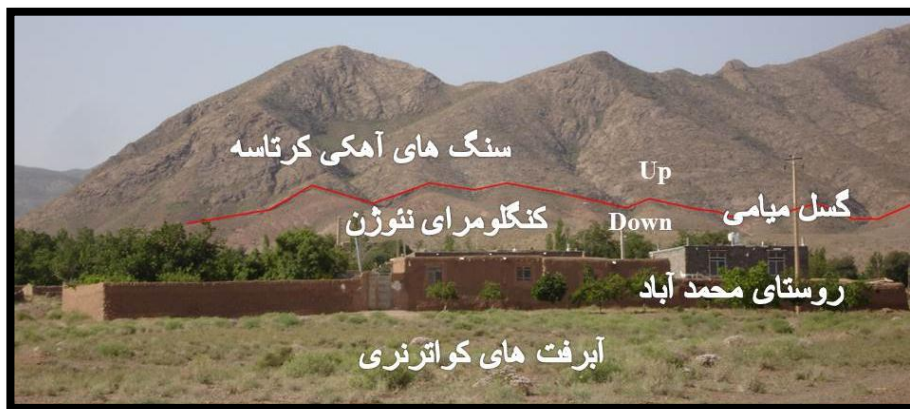 سنگ های آهکی کرتاسه
Up
گسل میامی
کنگلومرای نئوژن
Down
روستای محمد آباد
آبرفت های کواترنری